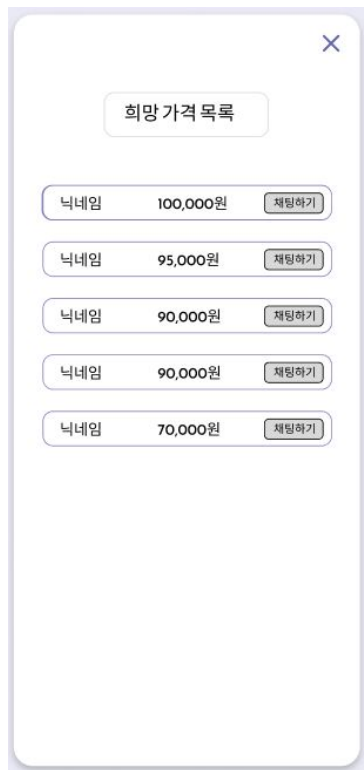 희망 가격 목록
닉네임 100,000원 채팅하기
닉네임 95,000원 채팅하기
닉네임 90,000원 채팅하기
닉네임 90,000원 채팅하기
닉네임 70,000원 채팅하기